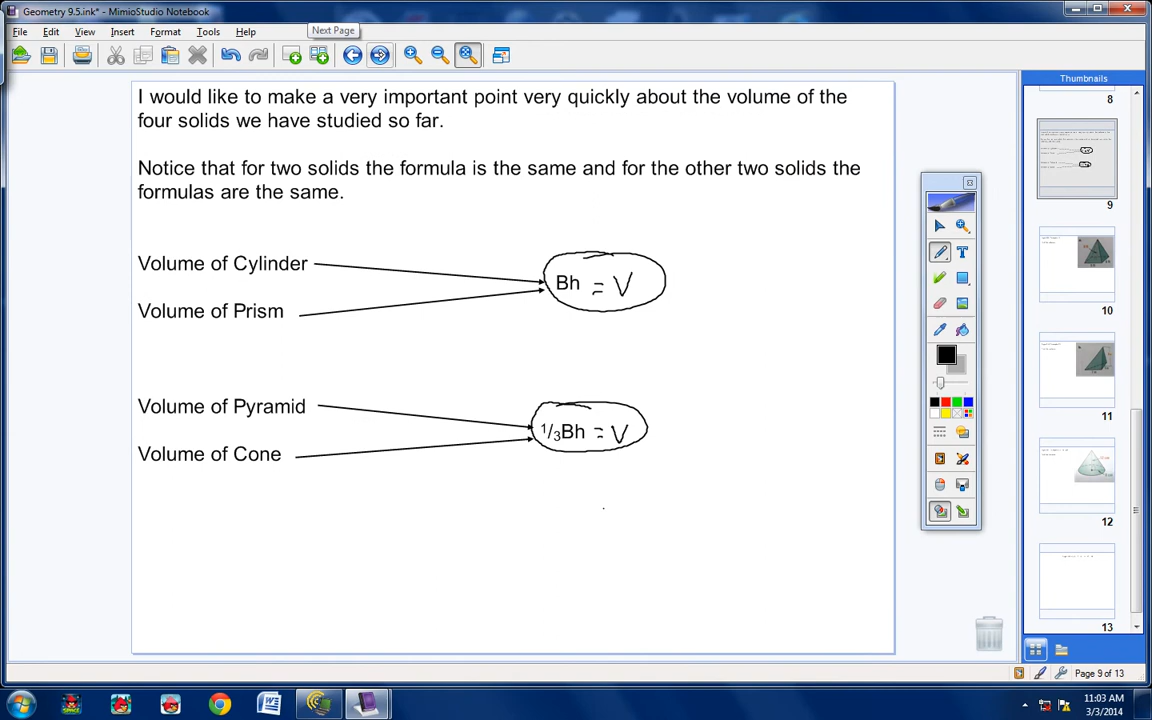 Geometry 9.5.ink* - MimioStudio Notebook
File Edit View Insert Format Tools Help
Next Page
I would like to make a very important point very quickly about the volume of the
four solids we have studied so far.
Notice that for two solids the formula is the same and for the other two solids the
formulas are the same.
Volume of Cylinder
Bh = V
Volume of Prism
Volume of Pyramid
1/3Bh = V
Volume of Cone
Thumbnails
8
9
10
11
12
13
Page 9 of 13
11:03 AM
3/3/2014